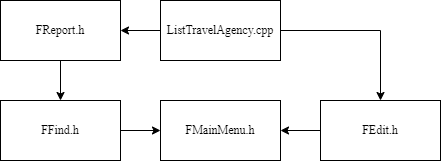 FReport.h
ListTravelAgency.cpp
FFind.h
FMainMenu.h
FEdit.h